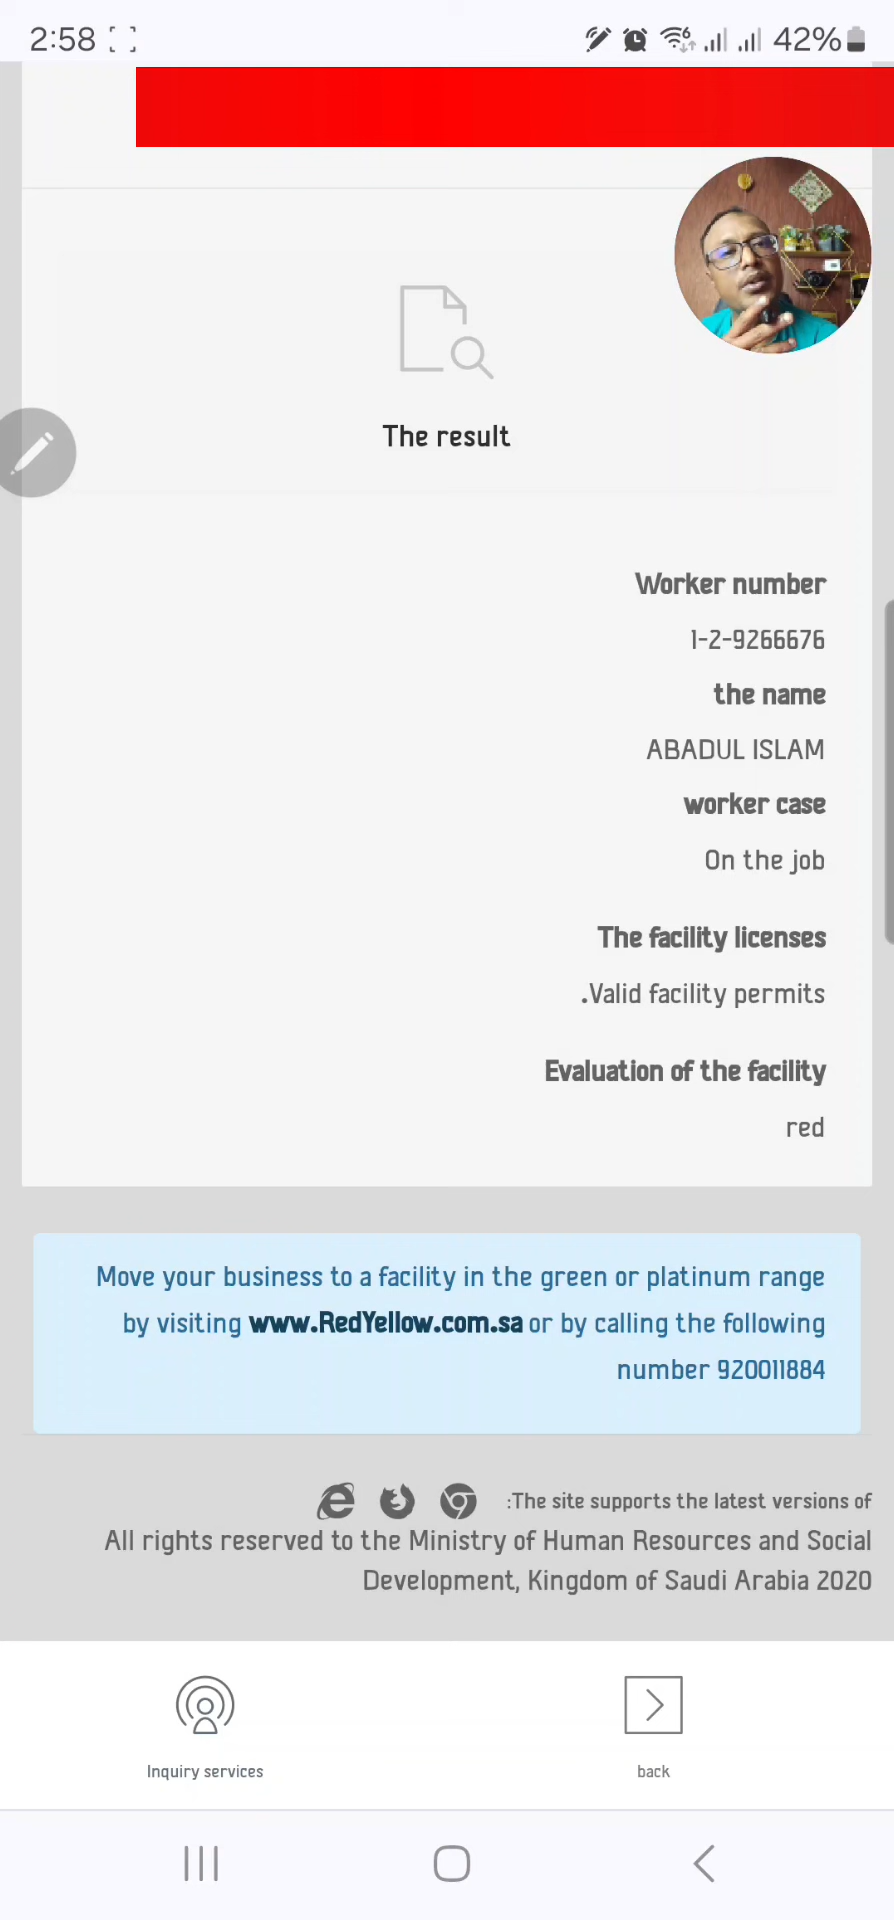 2:58
42%
The result
Worker number
1-2-9266676
the name
ABADUL ISLAM
worker case
On the job
The facility licenses
.Valid facility permits
Evaluation of the facility
red
Move your business to a facility in the green or platinum range
by visiting www.RedYellow.com.sa or by calling the following
number 920011884
:The site supports the latest versions of
All rights reserved to the Ministry of Human Resources and Social
Development, Kingdom of Saudi Arabia 2020
Inquiry services
back